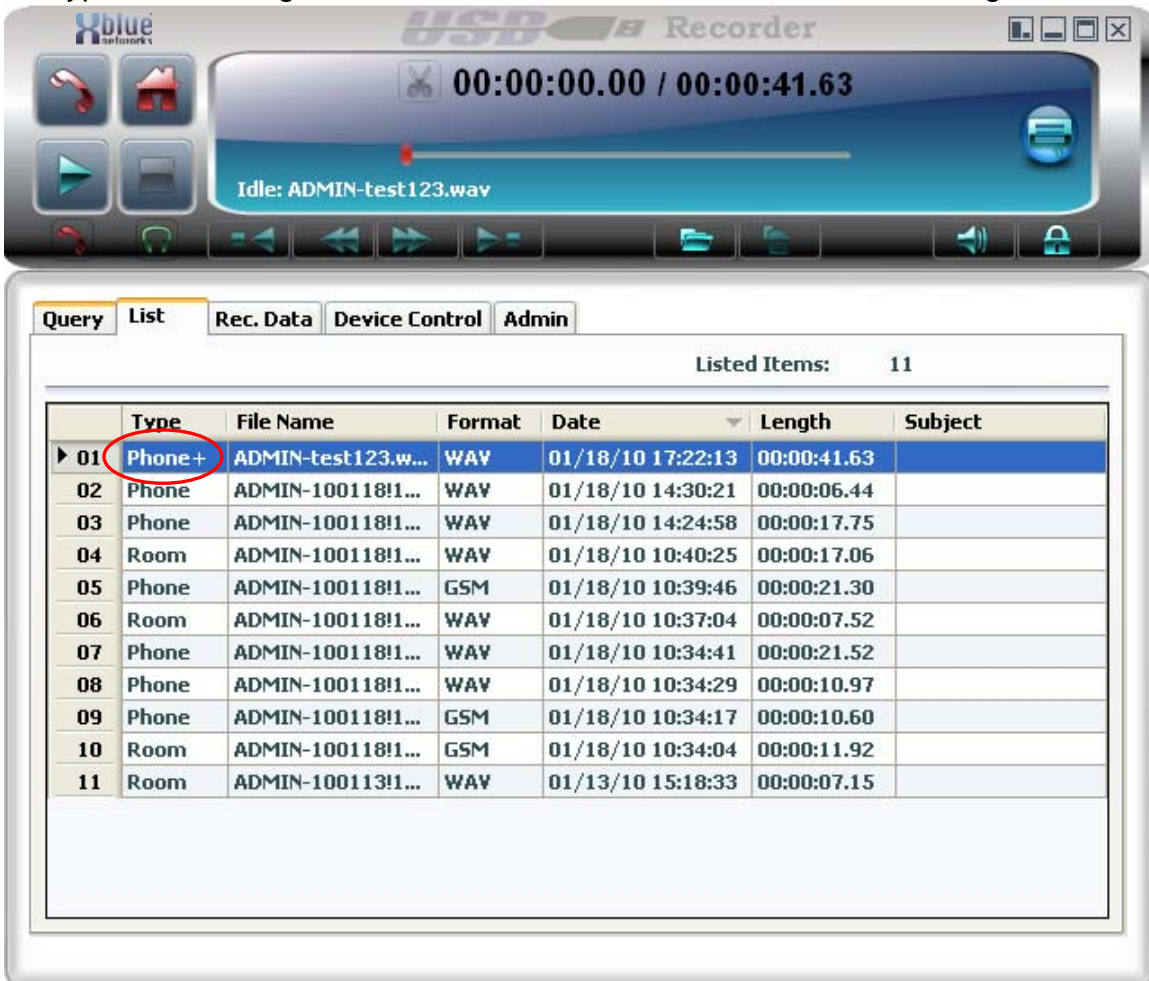 Xblue
networks
USB Recorder
00:00:00.00 / 00:00:41.63
Idle: ADMIN-test123.wav
Query List Rec. Data Device Control Admin
Listed Items: 11
Type File Name Format Date Length Subject
01 Phone+ ADMIN-test123.w... WAV 01/18/10 17:22:13 00:00:41.63
02 Phone ADMIN-100118!1... WAV 01/18/10 14:30:21 00:00:06.44
03 Phone ADMIN-100118!1... WAV 01/18/10 14:24:58 00:00:17.75
04 Room ADMIN-100118!1... WAV 01/18/10 10:40:25 00:00:17.06
05 Phone ADMIN-100118!1... GSM 01/18/10 10:39:46 00:00:21.30
06 Room ADMIN-100118!1... WAV 01/18/10 10:37:04 00:00:07.52
07 Phone ADMIN-100118!1... WAV 01/18/10 10:34:41 00:00:21.52
08 Phone ADMIN-100118!1... WAV 01/18/10 10:34:29 00:00:10.97
09 Phone ADMIN-100118!1... GSM 01/18/10 10:34:17 00:00:10.60
10 Room ADMIN-100118!1... GSM 01/18/10 10:34:04 00:00:11.92
11 Room ADMIN-100113!1... WAV 01/13/10 15:18:33 00:00:07.15